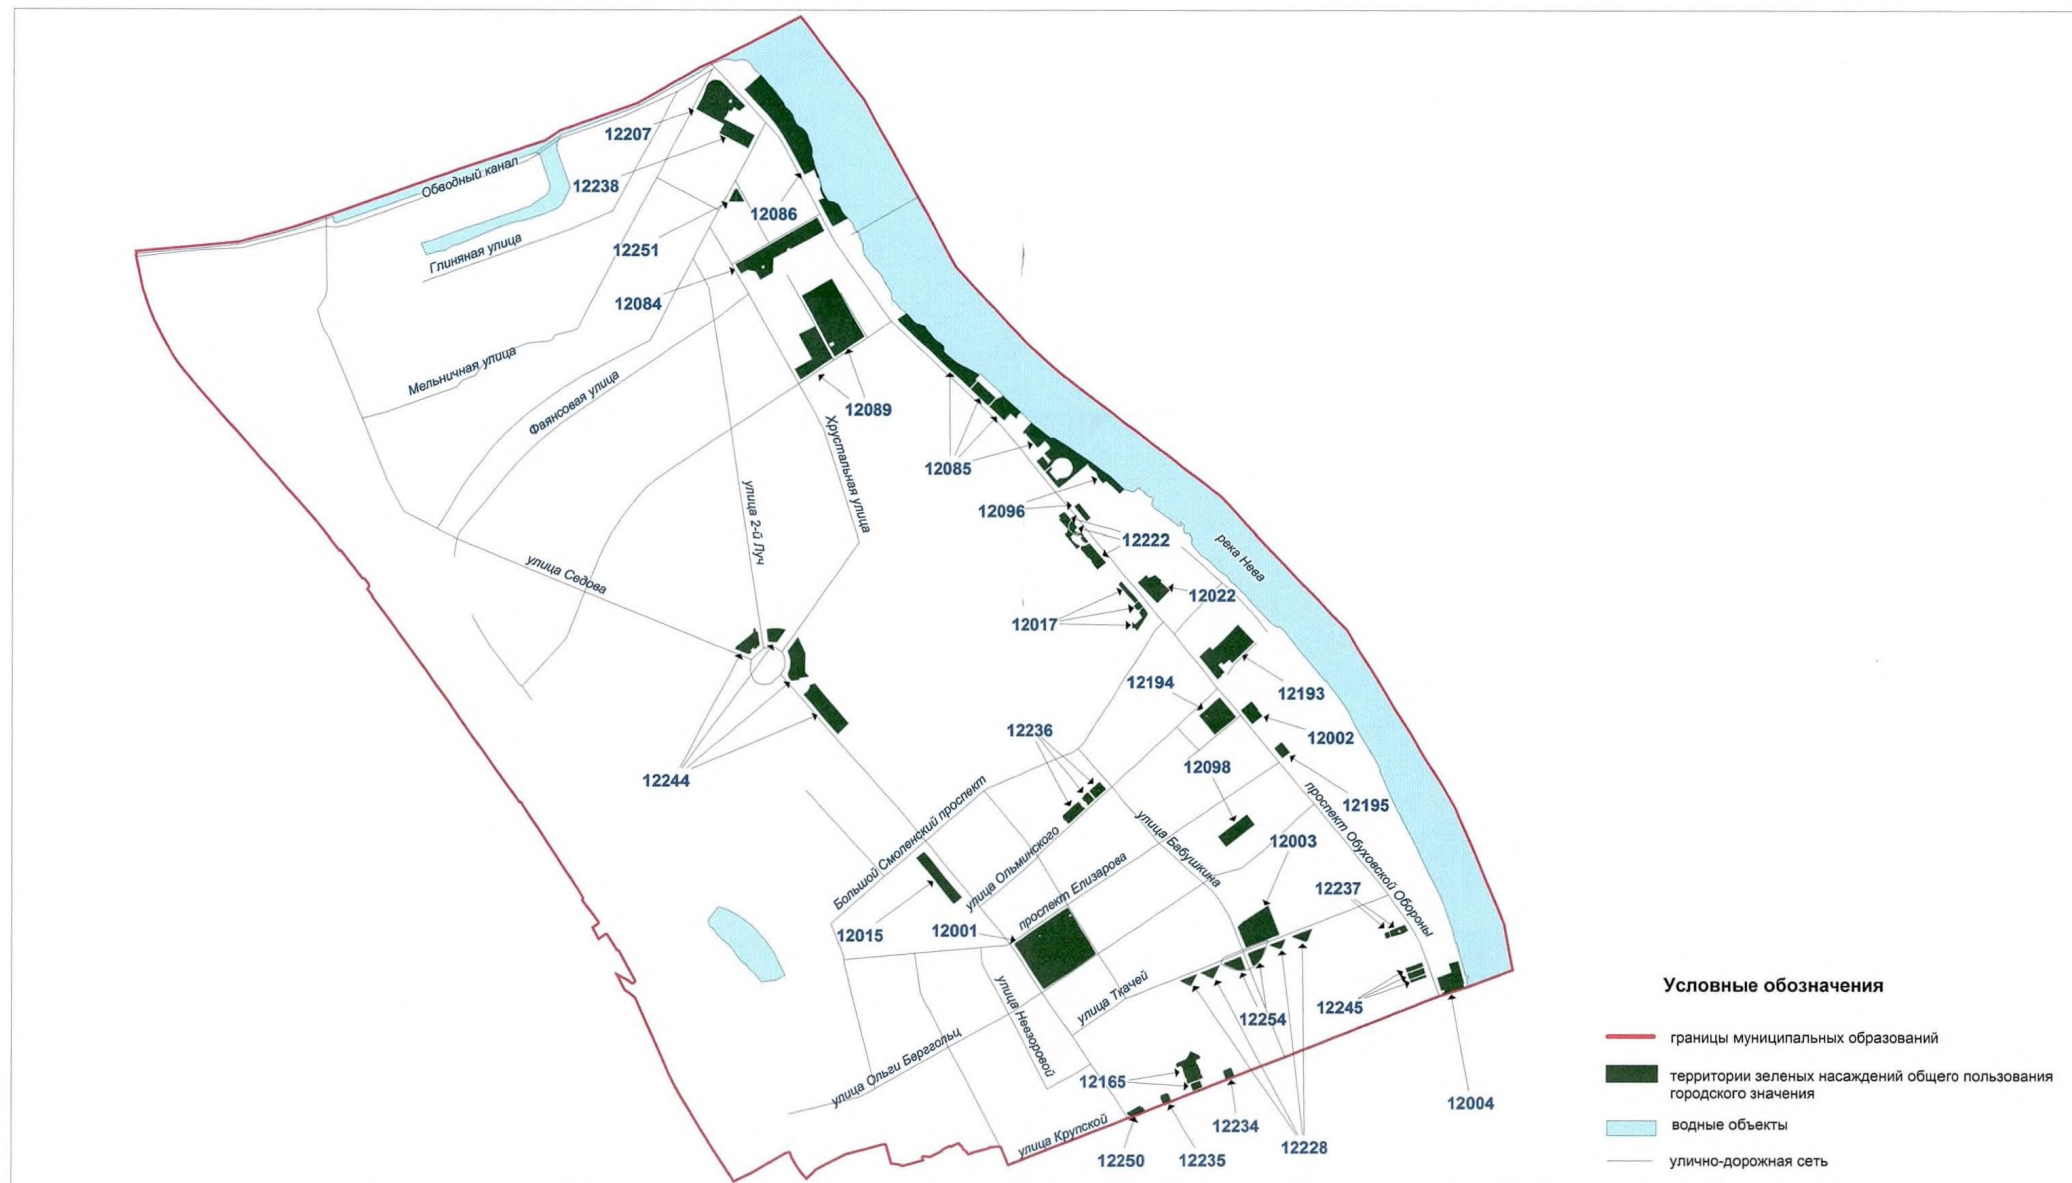 12207
Обводный канал
12238
12086
12251
Глиняная улица
12084
Мельничная улица
Фаянсовая улица
12089
Хрустальная улица
12085
улица 2-й Луч
12096
12222
река Нева
улица Седова
12022
12017
12194
12193
12236
12002
12098
12244
12195
проспект Обуховской Обороны
Большой Смоленский проспект
улица Ольминского
улица Бабушкина
12003
проспект Елизарова
12237
12015
12001
улица Ткачей
улица Невзоровой
12254
12245
улица Ольги Берггольц
12165
12004
12234
12228
улица Крупской
12250
12235
Условные обозначения
границы муниципальных образований
территории зеленых насаждений общего пользования
городского значения
водные объекты
улично-дорожная сеть